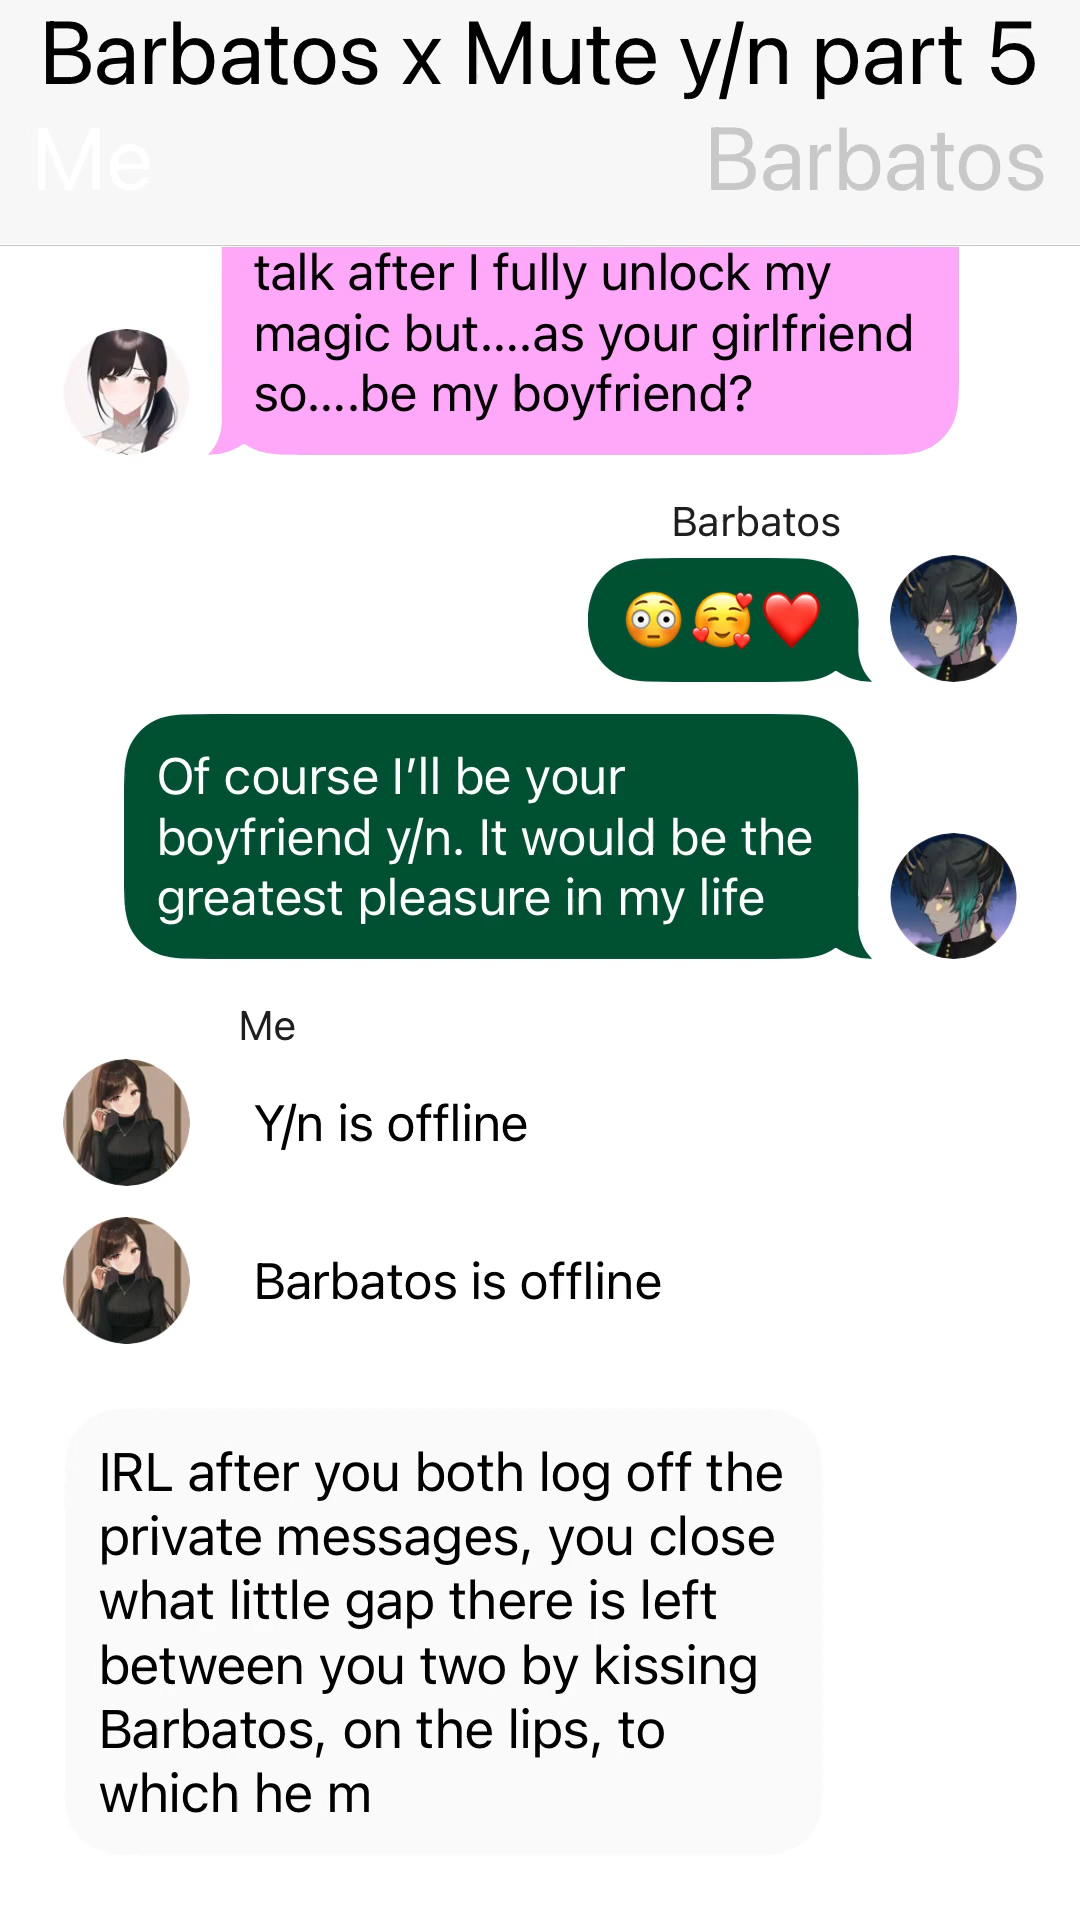 Barbatos x Mute y/n part 5
Me
Barbatos
talk after I fully unlock my
magic but....as your girlfriend
so....be my boyfriend?
Barbatos
😳🥰❤️
Of course I’ll be your
boyfriend y/n. It would be the
greatest pleasure in my life
Me
Y/n is offline
Barbatos is offline
IRL after you both log off the
private messages, you close
what little gap there is left
between you two by kissing
Barbatos, on the lips, to
which he m